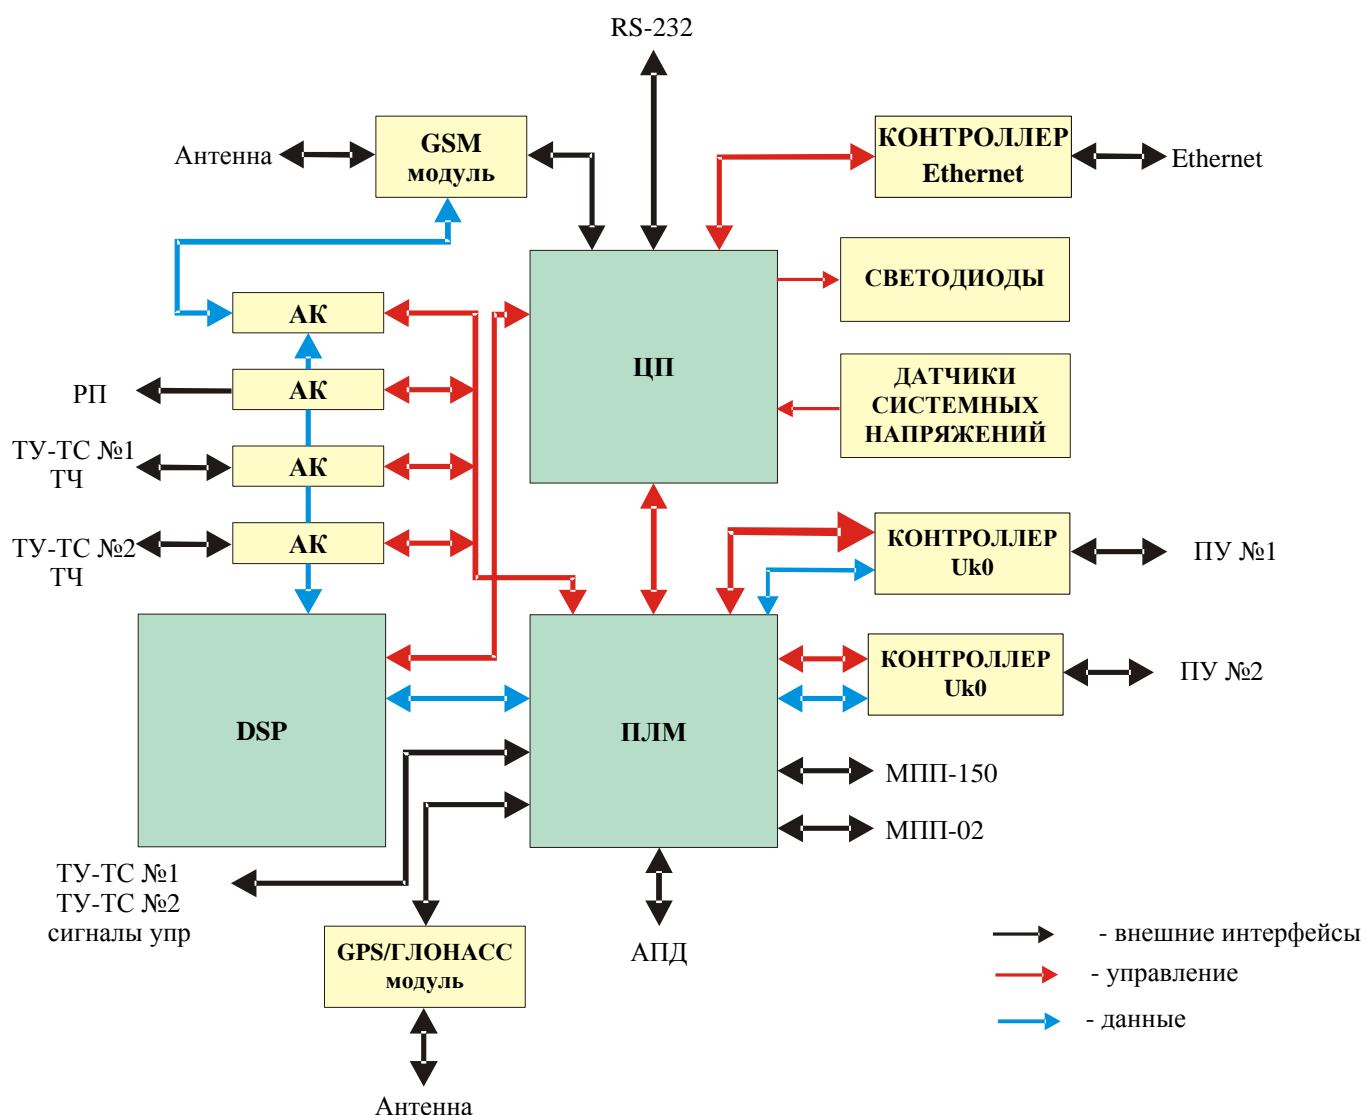 RS-232
Антенна
GSM
модуль
КОНТРОЛЛЕР
Ethernet
Ethernet
СВЕТОДИОДЫ
АК
ЦП
ДАТЧИКИ
СИСТЕМНЫХ
НАПРЯЖЕНИЙ
РП
АК
ТУ-ТС №1
ТЧ
АК
ТУ-ТС №2
ТЧ
АК
КОНТРОЛЛЕР
Uk0
ПУ №1
КОНТРОЛЛЕР
Uk0
ПУ №2
DSP
ПЛМ
МПП-150
МПП-02
ТУ-ТС №1
ТУ-ТС №2
сигналы упр
GPS/ГЛОНАСС
модуль
АПД
Антенна
- внешние интерфейсы
- управление
- данные